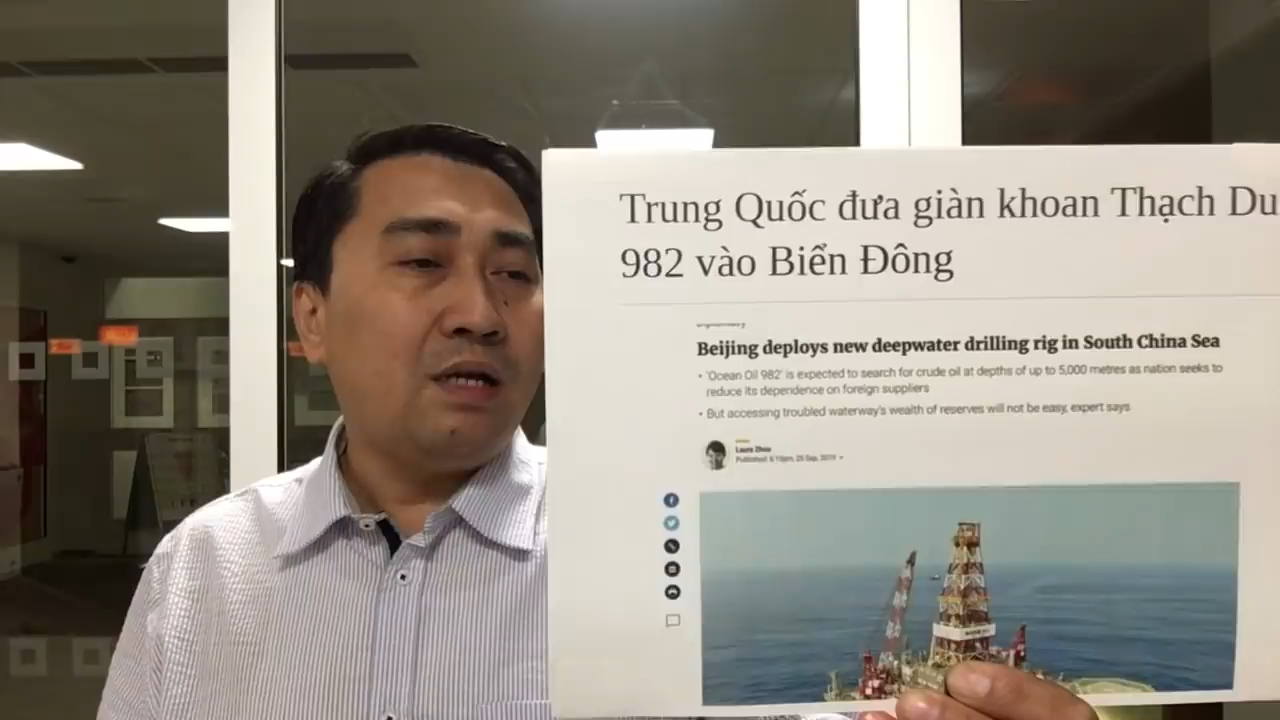 Trung Quốc đưa giàn khoan Thạch Du
982 vào Biển Đông
Beijing deploys new deepwater drilling rig in South China Sea
• 'Ocean Oil 982' is expected to search for crude oil at depths of up to 5,000 metres as nation seeks to
reduce its dependence on foreign suppliers
• But accessing troubled waterway's wealth of reserves will not be easy, expert says
Laura Zhou
Published: